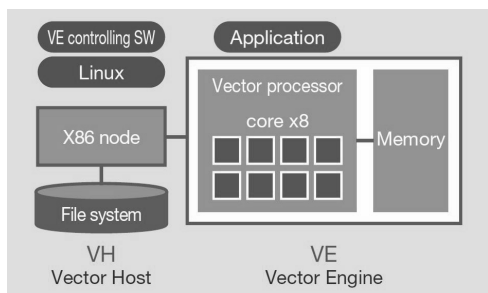 VE controlling SW
Linux
X86 node
File system
VH
Vector Host
Application
Vector processor
core x8
Memory
VE
Vector Engine